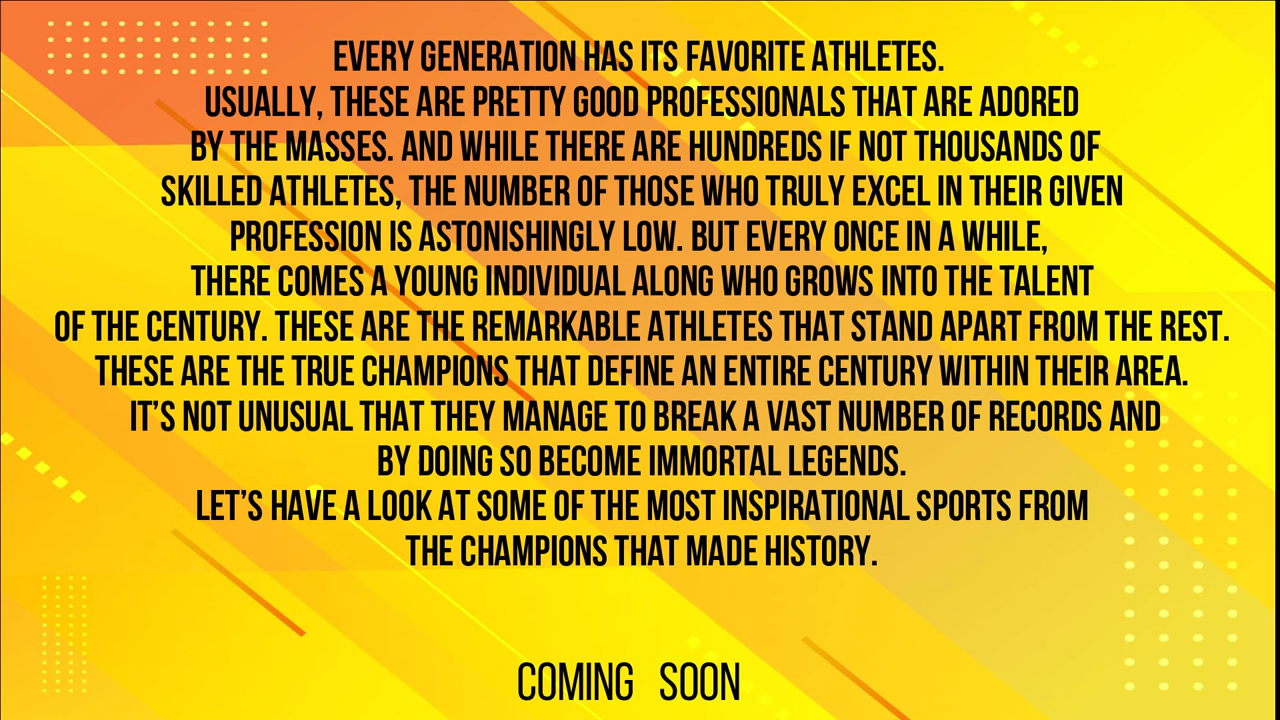 EVERY GENERATION HAS ITS FAVORITE ATHLETES.
USUALLY, THESE ARE PRETTY GOOD PROFESSIONALS THAT ARE ADORED
BY THE MASSES. AND WHILE THERE ARE HUNDREDS IF NOT THOUSANDS OF
SKILLED ATHLETES, THE NUMBER OF THOSE WHO TRULY EXCEL IN THEIR GIVEN
PROFESSION IS ASTONISHINGLY LOW. BUT EVERY ONCE IN A WHILE,
THERE COMES A YOUNG INDIVIDUAL ALONG WHO GROWS INTO THE TALENT
OF THE CENTURY. THESE ARE THE REMARKABLE ATHLETES THAT STAND APART FROM THE REST.
THESE ARE THE TRUE CHAMPIONS THAT DEFINE AN ENTIRE CENTURY WITHIN THEIR AREA.
IT’S NOT UNUSUAL THAT THEY MANAGE TO BREAK A VAST NUMBER OF RECORDS AND
BY DOING SO BECOME IMMORTAL LEGENDS.
LET’S HAVE A LOOK AT SOME OF THE MOST INSPIRATIONAL SPORTS FROM
THE CHAMPIONS THAT MADE HISTORY.
COMING SOON